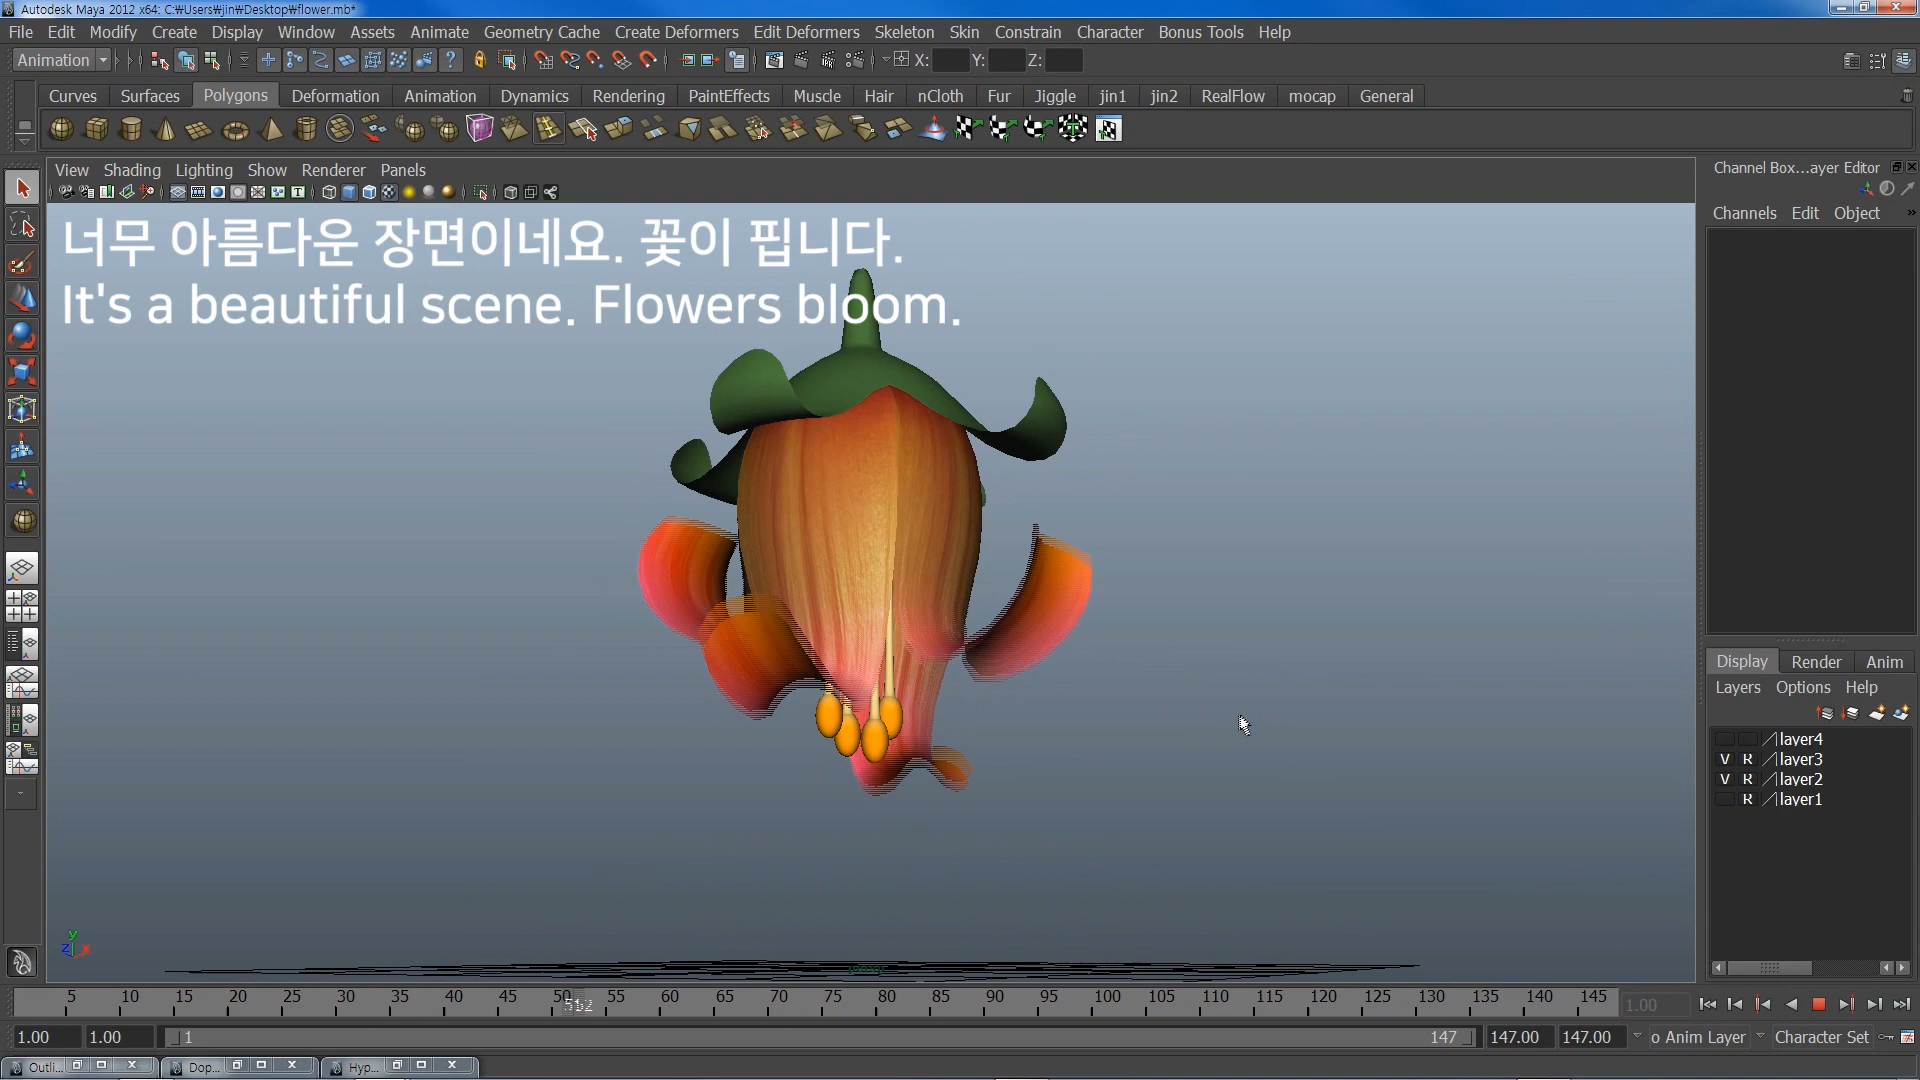 Autodesk Maya 2012 x64: C:₩Users₩jin₩Desktop₩flower.mb*
File Edit Modify Create Display Window Assets Animate Geometry Cache Create Deformers Edit Deformers Skeleton Skin Constrain Character Bonus Tools Help
Animation X: Y: Z:
Curves Surfaces Polygons Deformation Animation Dynamics Rendering PaintEffects Muscle Hair nCloth Fur Jiggle jin1 jin2 RealFlow mocap General
View Shading Lighting Show Renderer Panels
Channel Box...ayer Editor
Channels Edit Object
너무 아름다운 장면이네요. 꽃이 핍니다.
It's a beautiful scene. Flowers bloom.
Display Render Anim
Layers Options Help
layer4
V R layer3
V R layer2
R layer1
y
z x
5 10 15 20 25 30 35 40 45 50 55 60 65 70 75 80 85 90 95 100 105 110 115 120 125 130 135 140 145 1.00
1.00 1.00 1 147 147.00 147.00 o Anim Layer Character Set
Outli... Dop... Hyp...